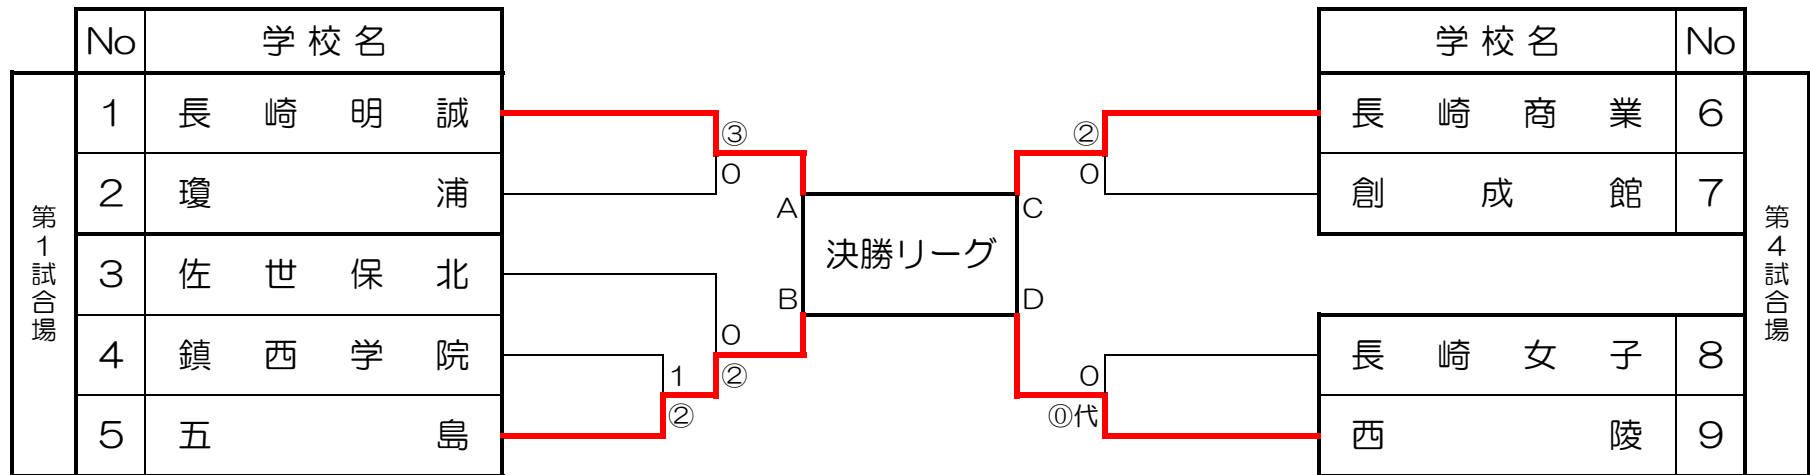 No 学校名
学校名 No
第1試合場
1 長崎明誠
2 瓊浦
3 佐世保北
4 鎮西学院
5 五島
③
0
A
B
0
②
1
②
決勝リーグ
②
0
C
D
0
⓪代
長崎商業 6
創成館 7
長崎女子 8
西陵 9
第4試合場